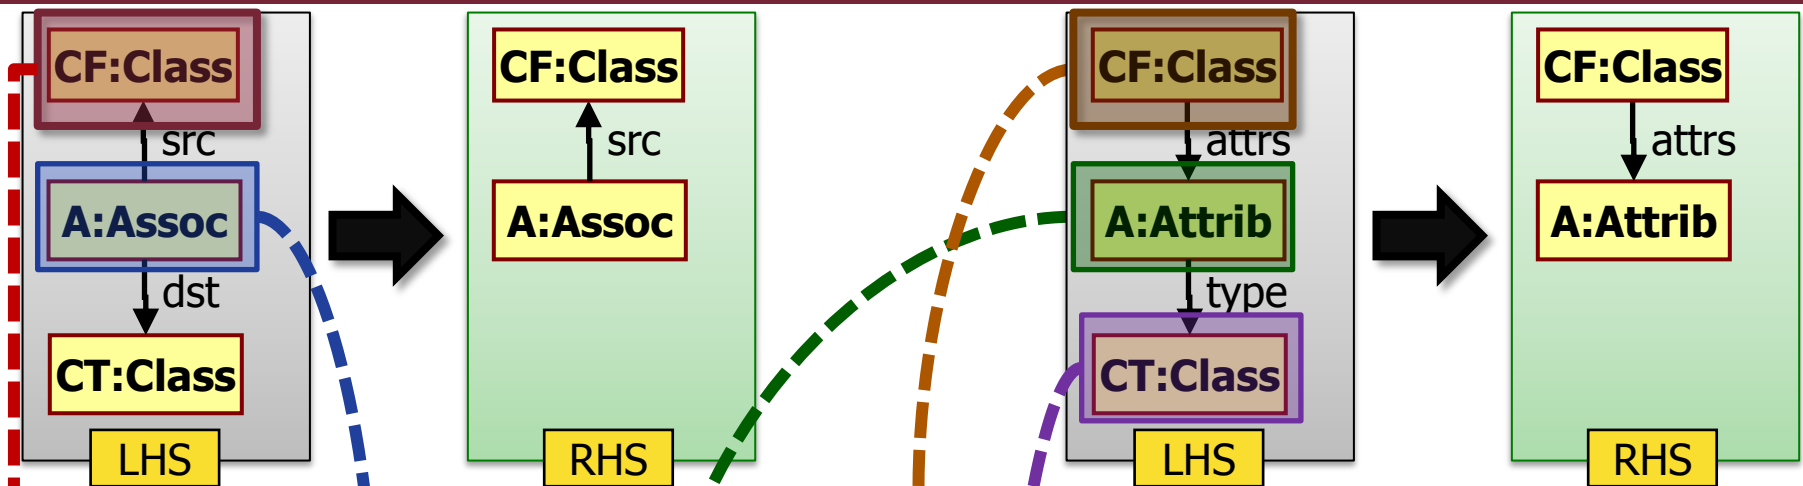 CF:Class
src
A:Assoc
dst
CT:Class
LHS
CF:Class
src
A:Assoc
RHS
CF:Class
attrs
A:Attrib
type
CT:Class
LHS
CF:Class
attrs
A:Attrib
RHS